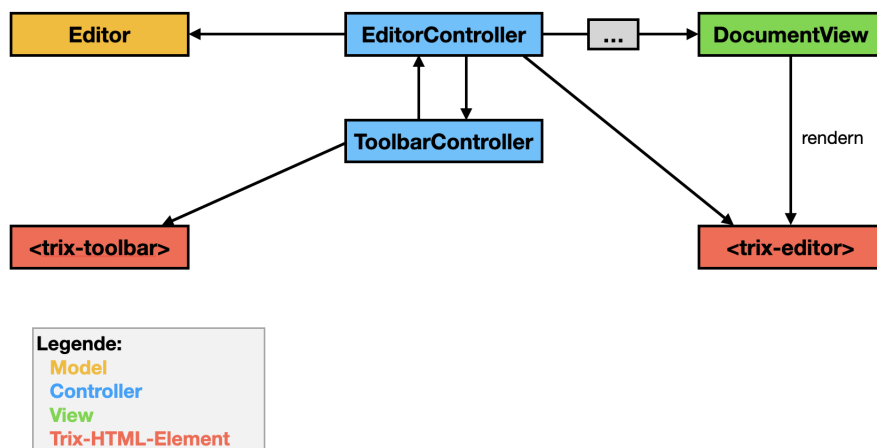 Editor
EditorController
...
DocumentView
ToolbarController
rendern
<trix-toolbar>
<trix-editor>
Legende:
Model
Controller
View
Trix-HTML-Element